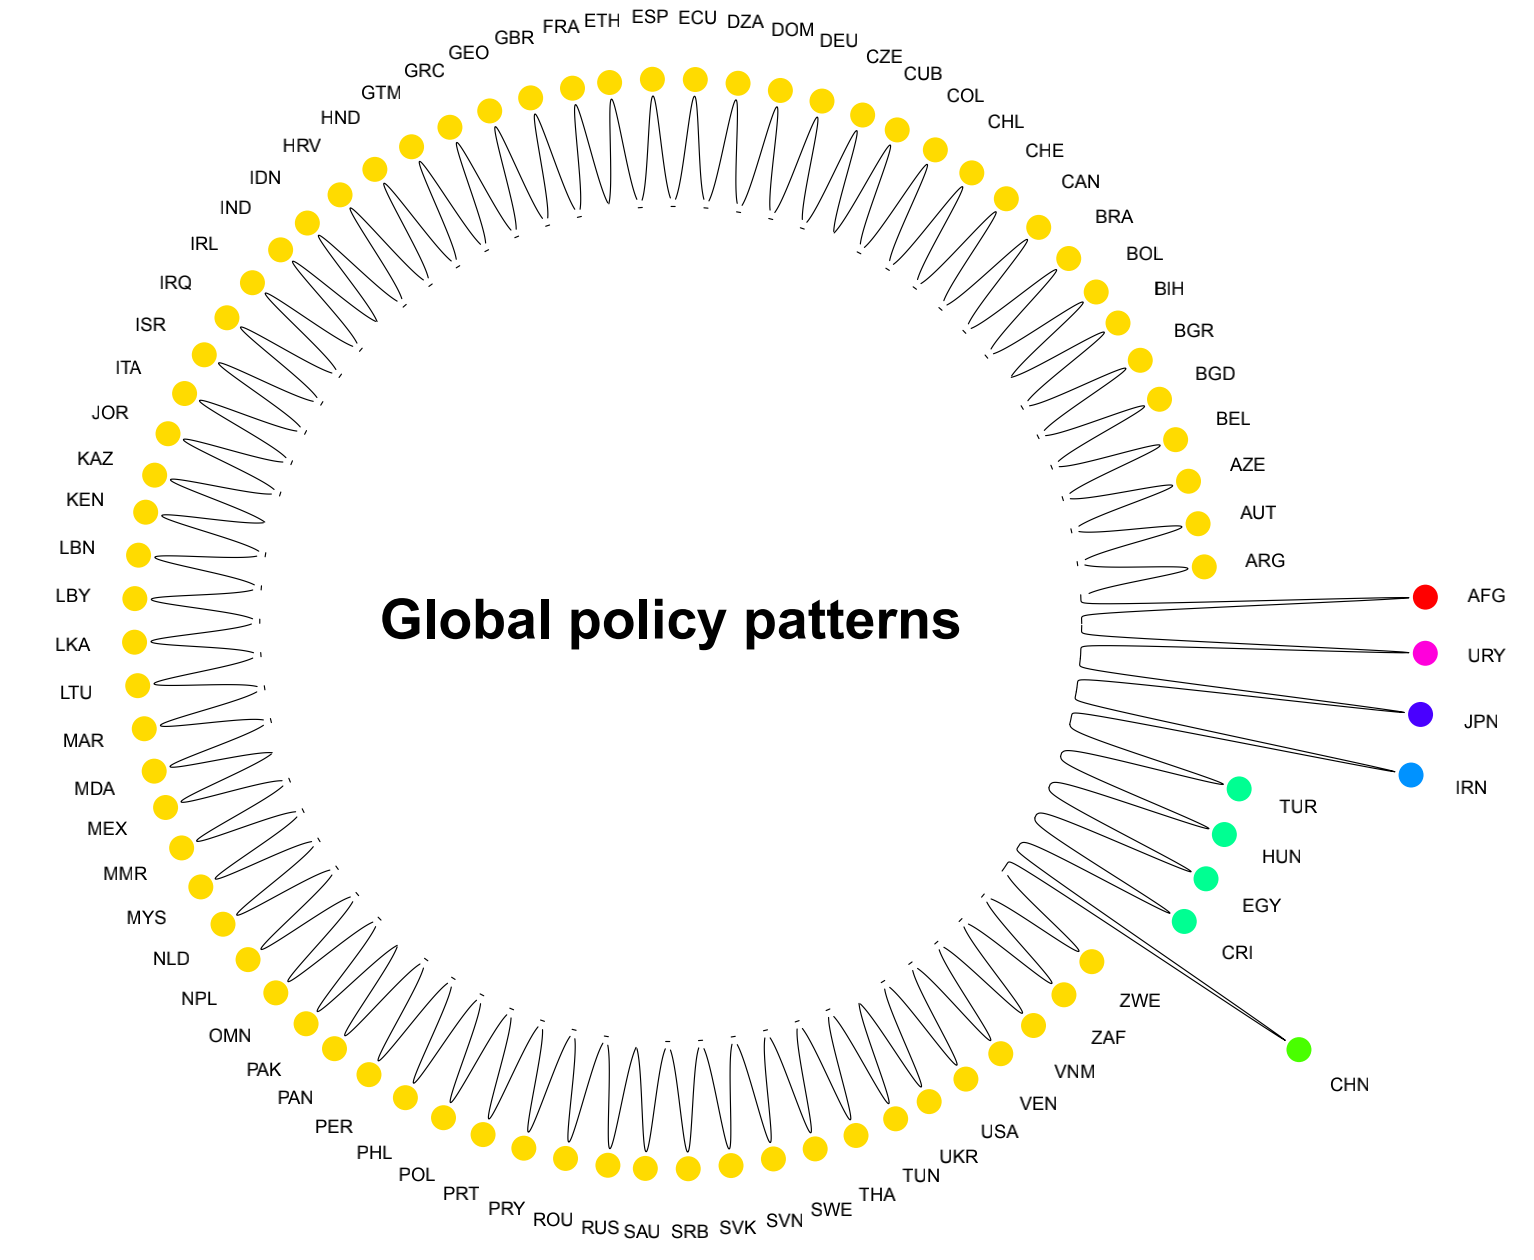 FRA
ETH
ESP
ECU
DZA
DOM
DEU
CZE
CUB
COL
CHL
CHE
CAN
BRA
BOL
BIH
BGR
BGD
BEL
AZE
AUT
ARG
AFG
URY
JPN
IRN
TUR
HUN
EGY
CRI
CHN
ZWE
ZAF
VNM
VEN
USA
UKR
TUN
THA
SWE
SVN
SVK
SRB
SAU
RUS
ROU
PRY
PRT
POL
PHL
PER
PAN
PAK
OMN
NPL
NLD
MYS
MMR
MEX
MDA
MAR
LTU
LKA
LBY
LBN
KEN
KAZ
JOR
ITA
ISR
IRQ
IRL
IND
IDN
HRV
HND
GTM
GRC
GEO
GBR
Global policy patterns